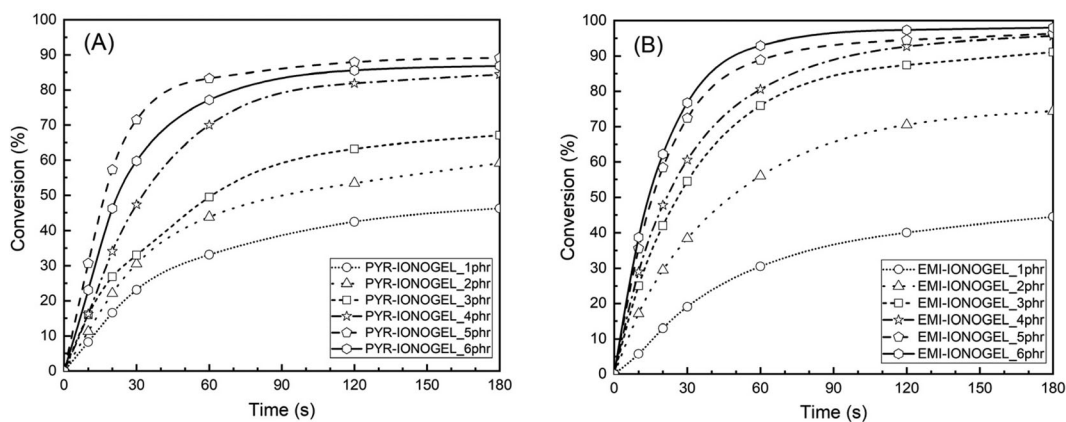 (A)
Conversion (%)
100
90
80
70
60
50
40
30
20
10
0
PYR-IONOGEL_1phr
PYR-IONOGEL_2phr
PYR-IONOGEL_3phr
PYR-IONOGEL_4phr
PYR-IONOGEL_5phr
PYR-IONOGEL_6phr
0 30 60 90 120 150 180
Time (s)
(B)
Conversion (%)
100
90
80
70
60
50
40
30
20
10
0
EMI-IONOGEL_1phr
EMI-IONOGEL_2phr
EMI-IONOGEL_3phr
EMI-IONOGEL_4phr
EMI-IONOGEL_5phr
EMI-IONOGEL_6phr
0 30 60 90 120 150 180
Time (s)